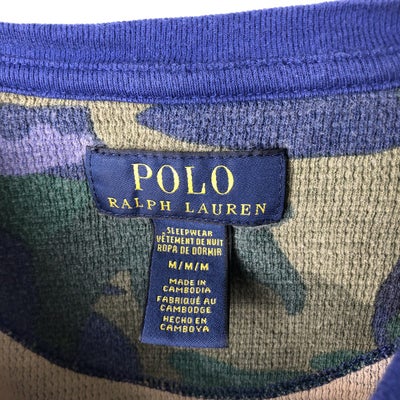 POLO
RALPH LAUREN
SLEEPWEAR
VÊTEMENT DE NUIT
ROPA DE DORMIR
M/M/M
MADE IN
CAMBODIA
FABRIQUÉ AU
CAMBODGE
HECHO EN
CAMBOYA